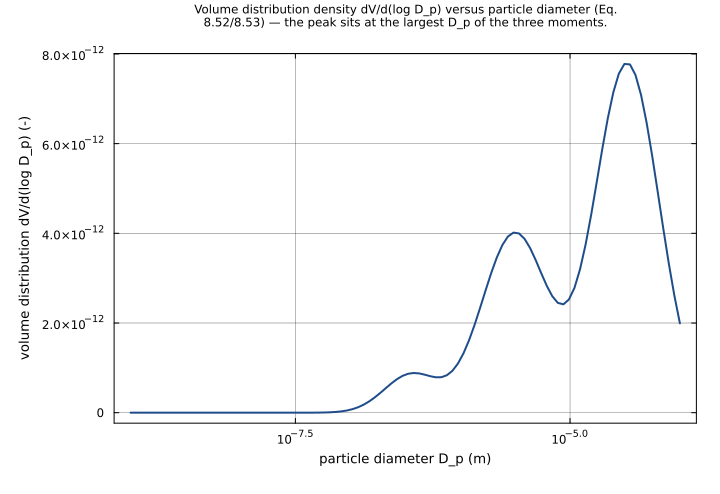 Volume distribution density dV/d(log D_p) versus particle diameter (Eq.
8.52/8.53) — the peak sits at the largest D_p of the three moments.
volume distribution dV/d(log D_p) (-)
8.0×10⁻¹²
6.0×10⁻¹²
4.0×10⁻¹²
2.0×10⁻¹²
0
10⁻⁷·⁵
10⁻⁵·⁰
particle diameter D_p (m)